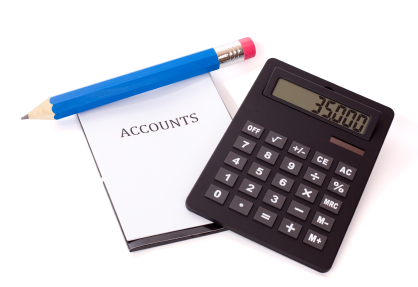 ACCOUNTS
35000
OFF √ +/- CE AC
7 8 9 ÷ %
4 5 6 × MRC
1 2 3 − M-
0 • = + M+